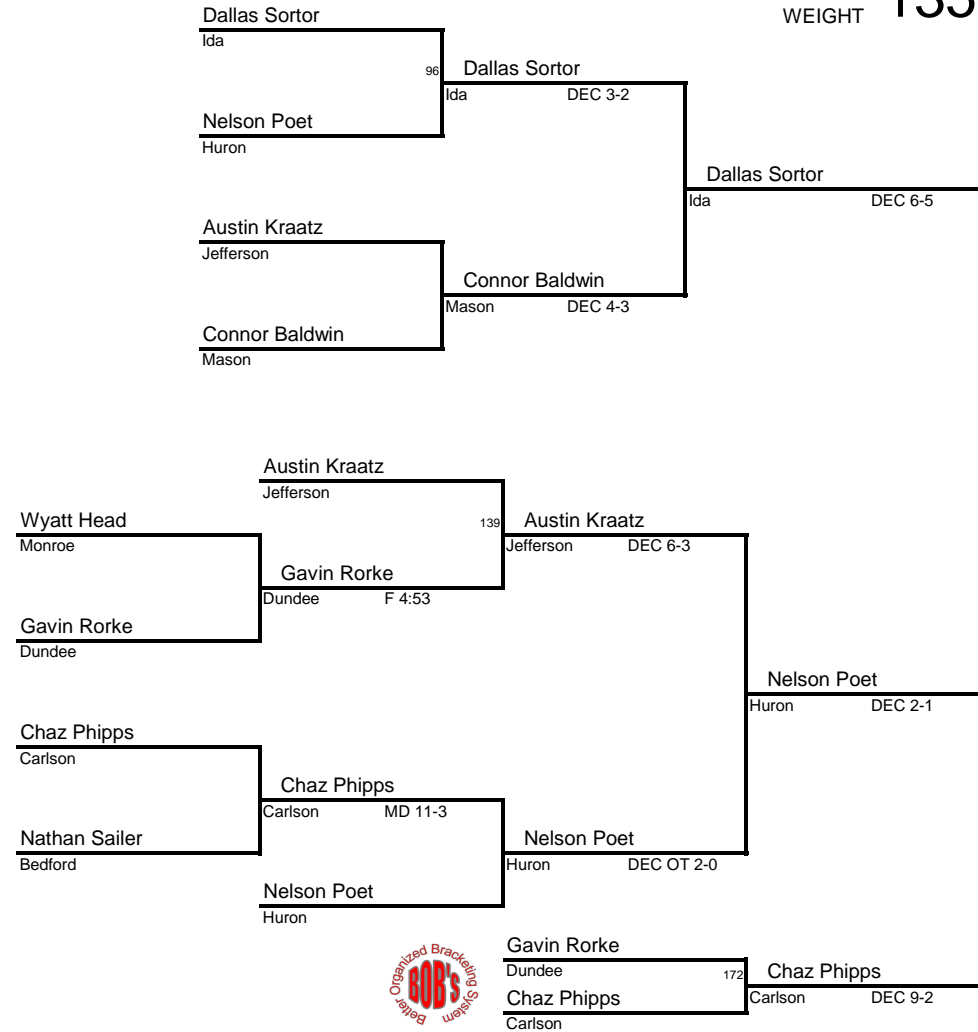 WEIGHT
Dallas Sortor
Ida
96 Dallas Sortor
Ida DEC 3-2
Nelson Poet
Huron
Dallas Sortor
Ida DEC 6-5
Austin Kraatz
Jefferson
Connor Baldwin
Mason DEC 4-3
Connor Baldwin
Mason
Austin Kraatz
Jefferson
Wyatt Head
Monroe
139 Austin Kraatz
Jefferson DEC 6-3
Gavin Rorke
Dundee F 4:53
Gavin Rorke
Dundee
Nelson Poet
Huron DEC 2-1
Chaz Phipps
Carlson
Chaz Phipps
Carlson MD 11-3
Nathan Sailer
Bedford
Nelson Poet
Huron DEC OT 2-0
Nelson Poet
Huron
Gavin Rorke
Dundee
172 Chaz Phipps
Carlson DEC 9-2
Chaz Phipps
Carlson
Better Organized Bracketing System
BOB's